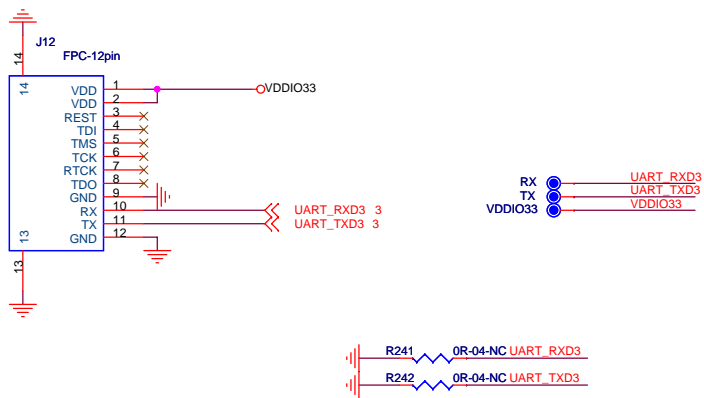 J12
14
FPC-12pin
14
VDD 1 VDDIO33
VDD 2
REST 3
TDI 4
TMS 5
TCK 6
RTCK 7
TDO 8
GND 9
RX 10 UART_RXD3 3
TX 11 UART_TXD3 3
GND 12
13
13
RX UART_RXD3
TX UART_TXD3
VDDIO33 VDDIO33
R241 0R-04-NC UART_RXD3
R242 0R-04-NC UART_TXD3